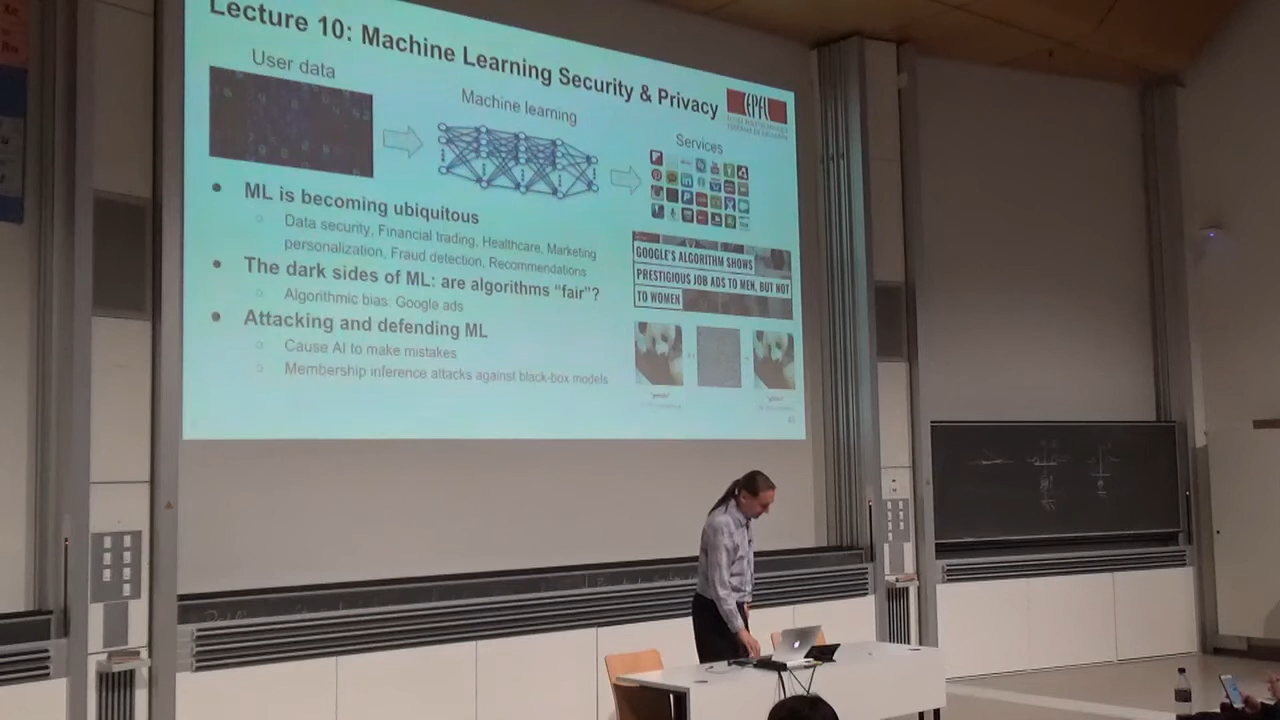 Lecture 10: Machine Learning Security & Privacy
User data
Machine learning
Services
EPFL
ML is becoming ubiquitous
Data security, Financial trading, Healthcare, Marketing
personalization, Fraud detection, Recommendations
The dark sides of ML: are algorithms “fair”?
Algorithmic bias: Google ads
Attacking and defending ML
Cause AI to make mistakes
Membership inference attacks against black-box models
GOOGLE'S ALGORITHM SHOWS
PRESTIGIOUS JOB ADS TO MEN, BUT NOT
TO WOMEN